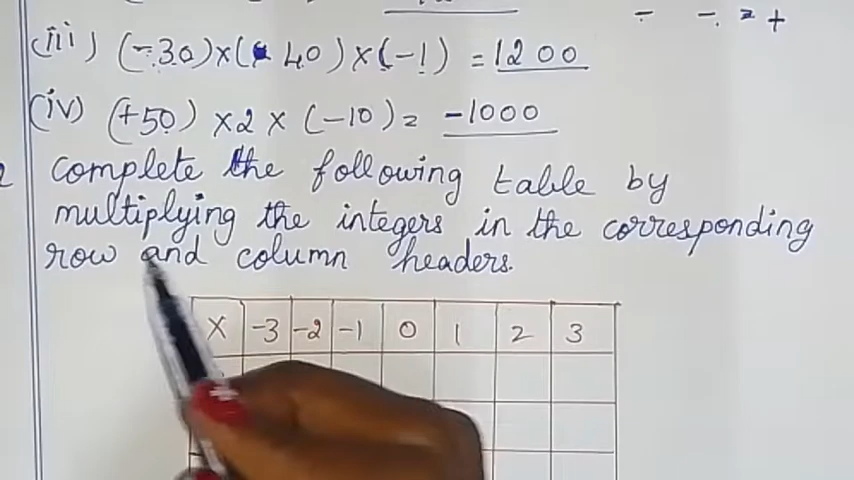 - -. = +
(iii) (-30)×( 40)×(-1) = 1200
(iv) (+50) ×2 × (-10) = -1000
complete the following table by
multiplying the integers in the corresponding
row and column headers.
× -3 -2 -1 0 1 2 3